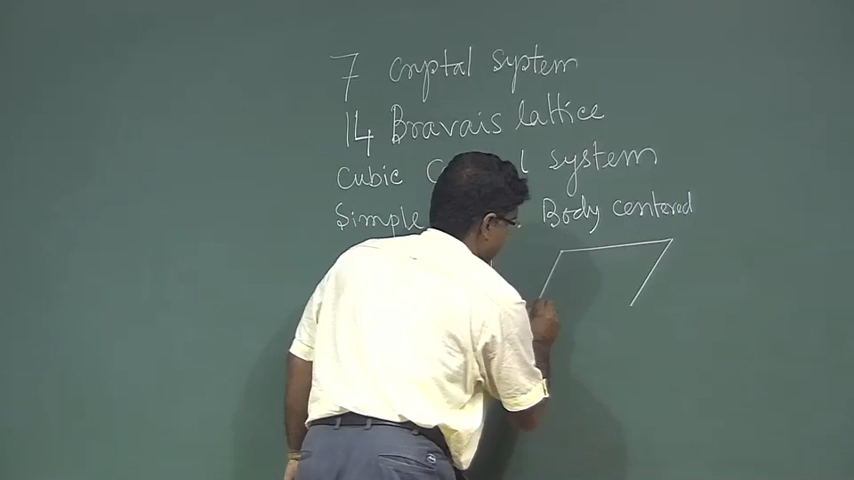 7 Crystal system
14 Bravais lattice
Cubic C l system
Simple Body centered